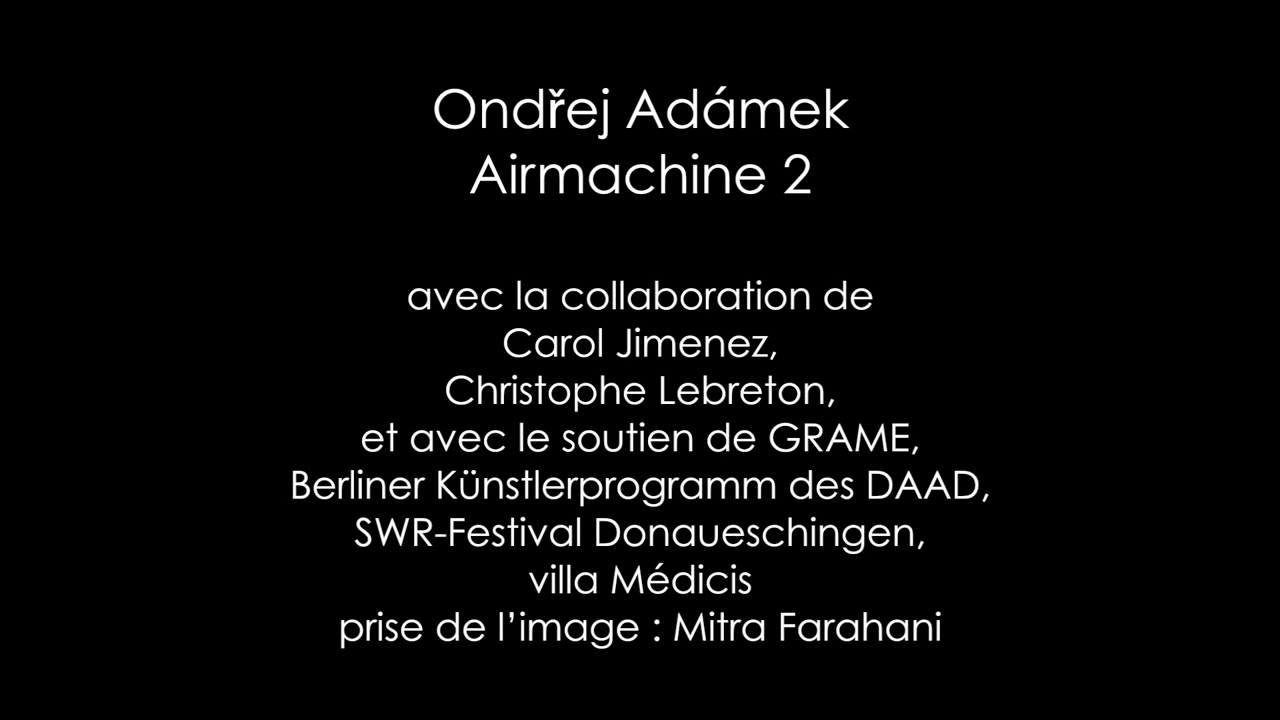 Ondřej Adámek
Airmachine 2
avec la collaboration de
Carol Jimenez,
Christophe Lebreton,
et avec le soutien de GRAME,
Berliner Künstlerprogramm des DAAD,
SWR-Festival Donaueschingen,
villa Médicis
prise de l’image : Mitra Farahani